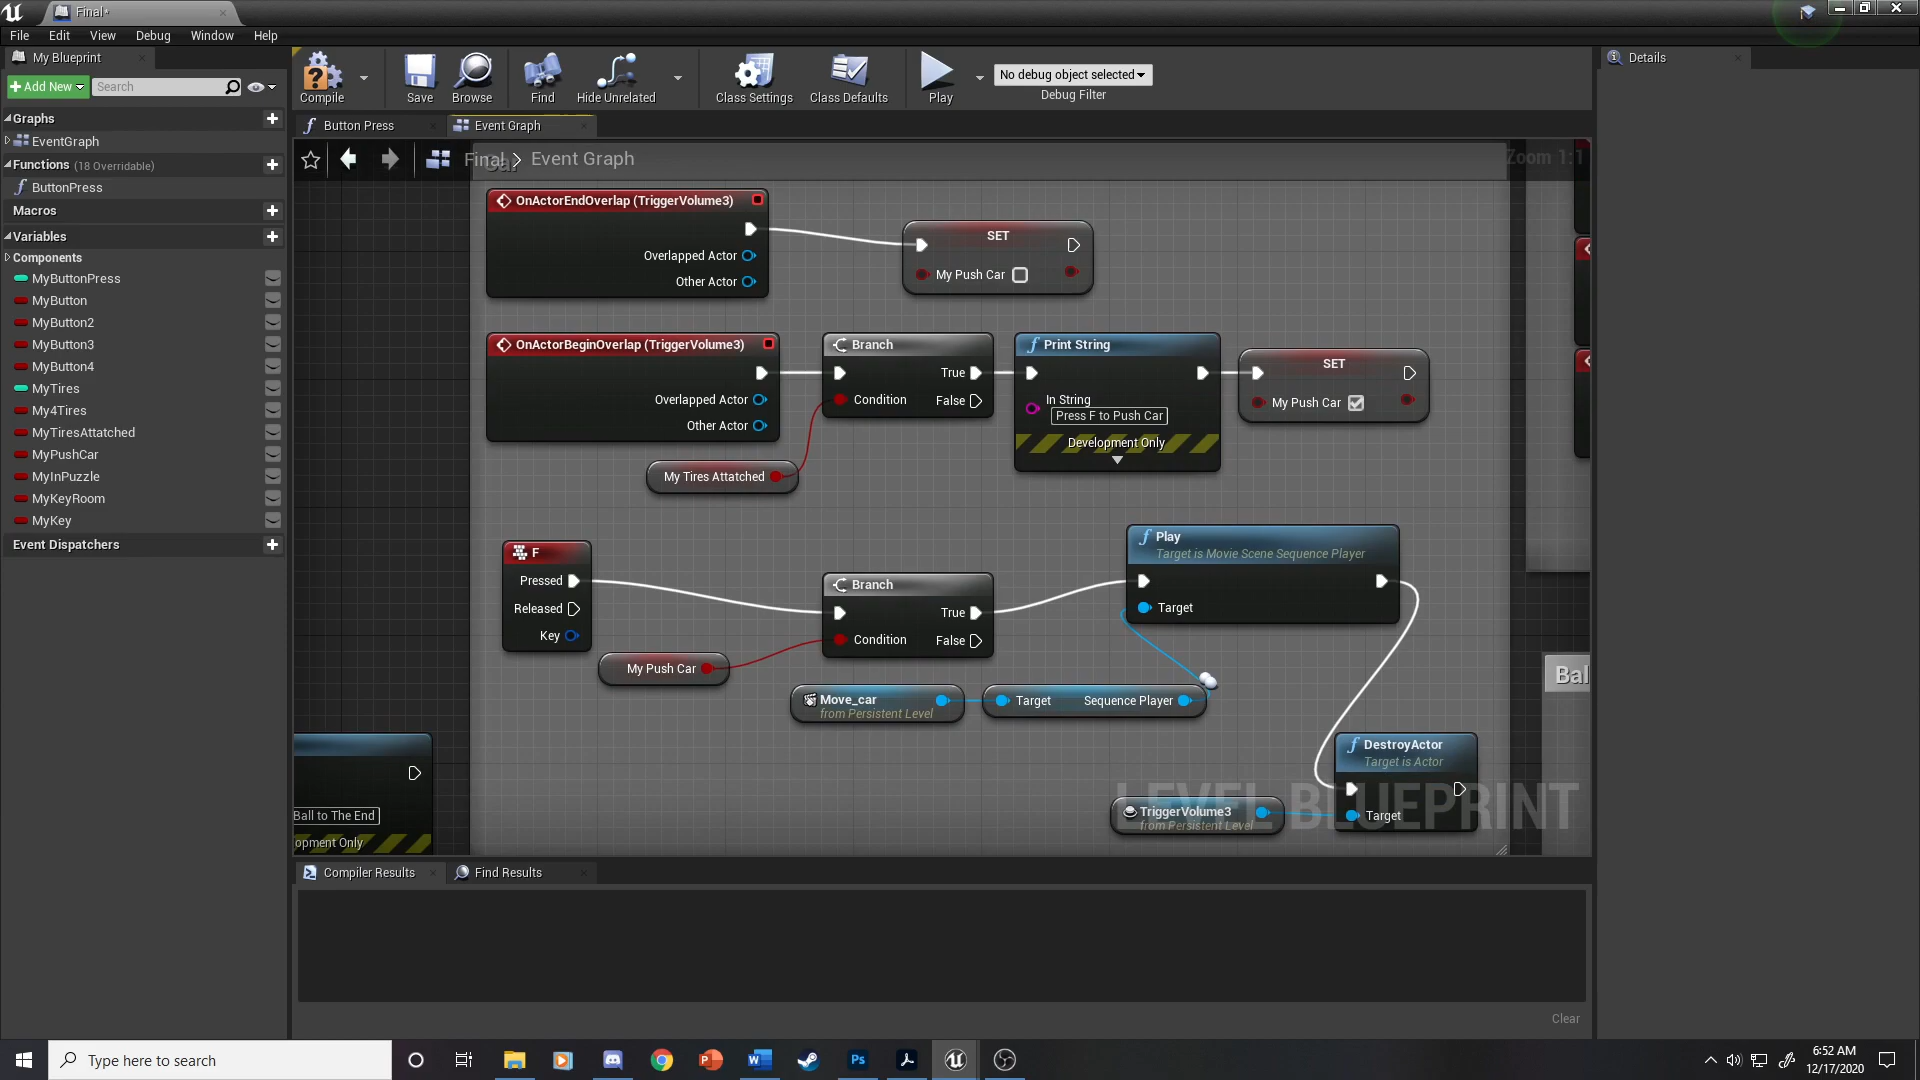 Final•
File Edit View Debug Window Help
My Blueprint
Add New
Search
Graphs
EventGraph
Functions (18 Overridable)
ButtonPress
Macros
Variables
Components
MyButtonPress
MyButton
MyButton2
MyButton3
MyButton4
MyTires
My4Tires
MyTiresAttatched
MyPushCar
MyInPuzzle
MyKeyRoom
MyKey
Event Dispatchers
Compile
Save
Browse
Find
Hide Unrelated
Class Settings
Class Defaults
Play
No debug object selected
Debug Filter
Button Press
Event Graph
Final > Event Graph
Car
Zoom 1:1
OnActorEndOverlap (TriggerVolume3)
Overlapped Actor
Other Actor
SET
My Push Car
OnActorBeginOverlap (TriggerVolume3)
Overlapped Actor
Other Actor
Branch
True
Condition
False
Print String
In String
Press F to Push Car
Development Only
SET
My Push Car
My Tires Attatched
F
Pressed
Released
Key
Branch
True
Condition
False
My Push Car
Play
Target is Movie Scene Sequence Player
Target
Move_car
from Persistent Level
Target Sequence Player
DestroyActor
Target is Actor
Target
TriggerVolume3
from Persistent Level
LEVEL BLUEPRINT
Ball to The End
opment Only
Bal
Compiler Results
Find Results
Clear
Details
Type here to search
6:52 AM
12/17/2020